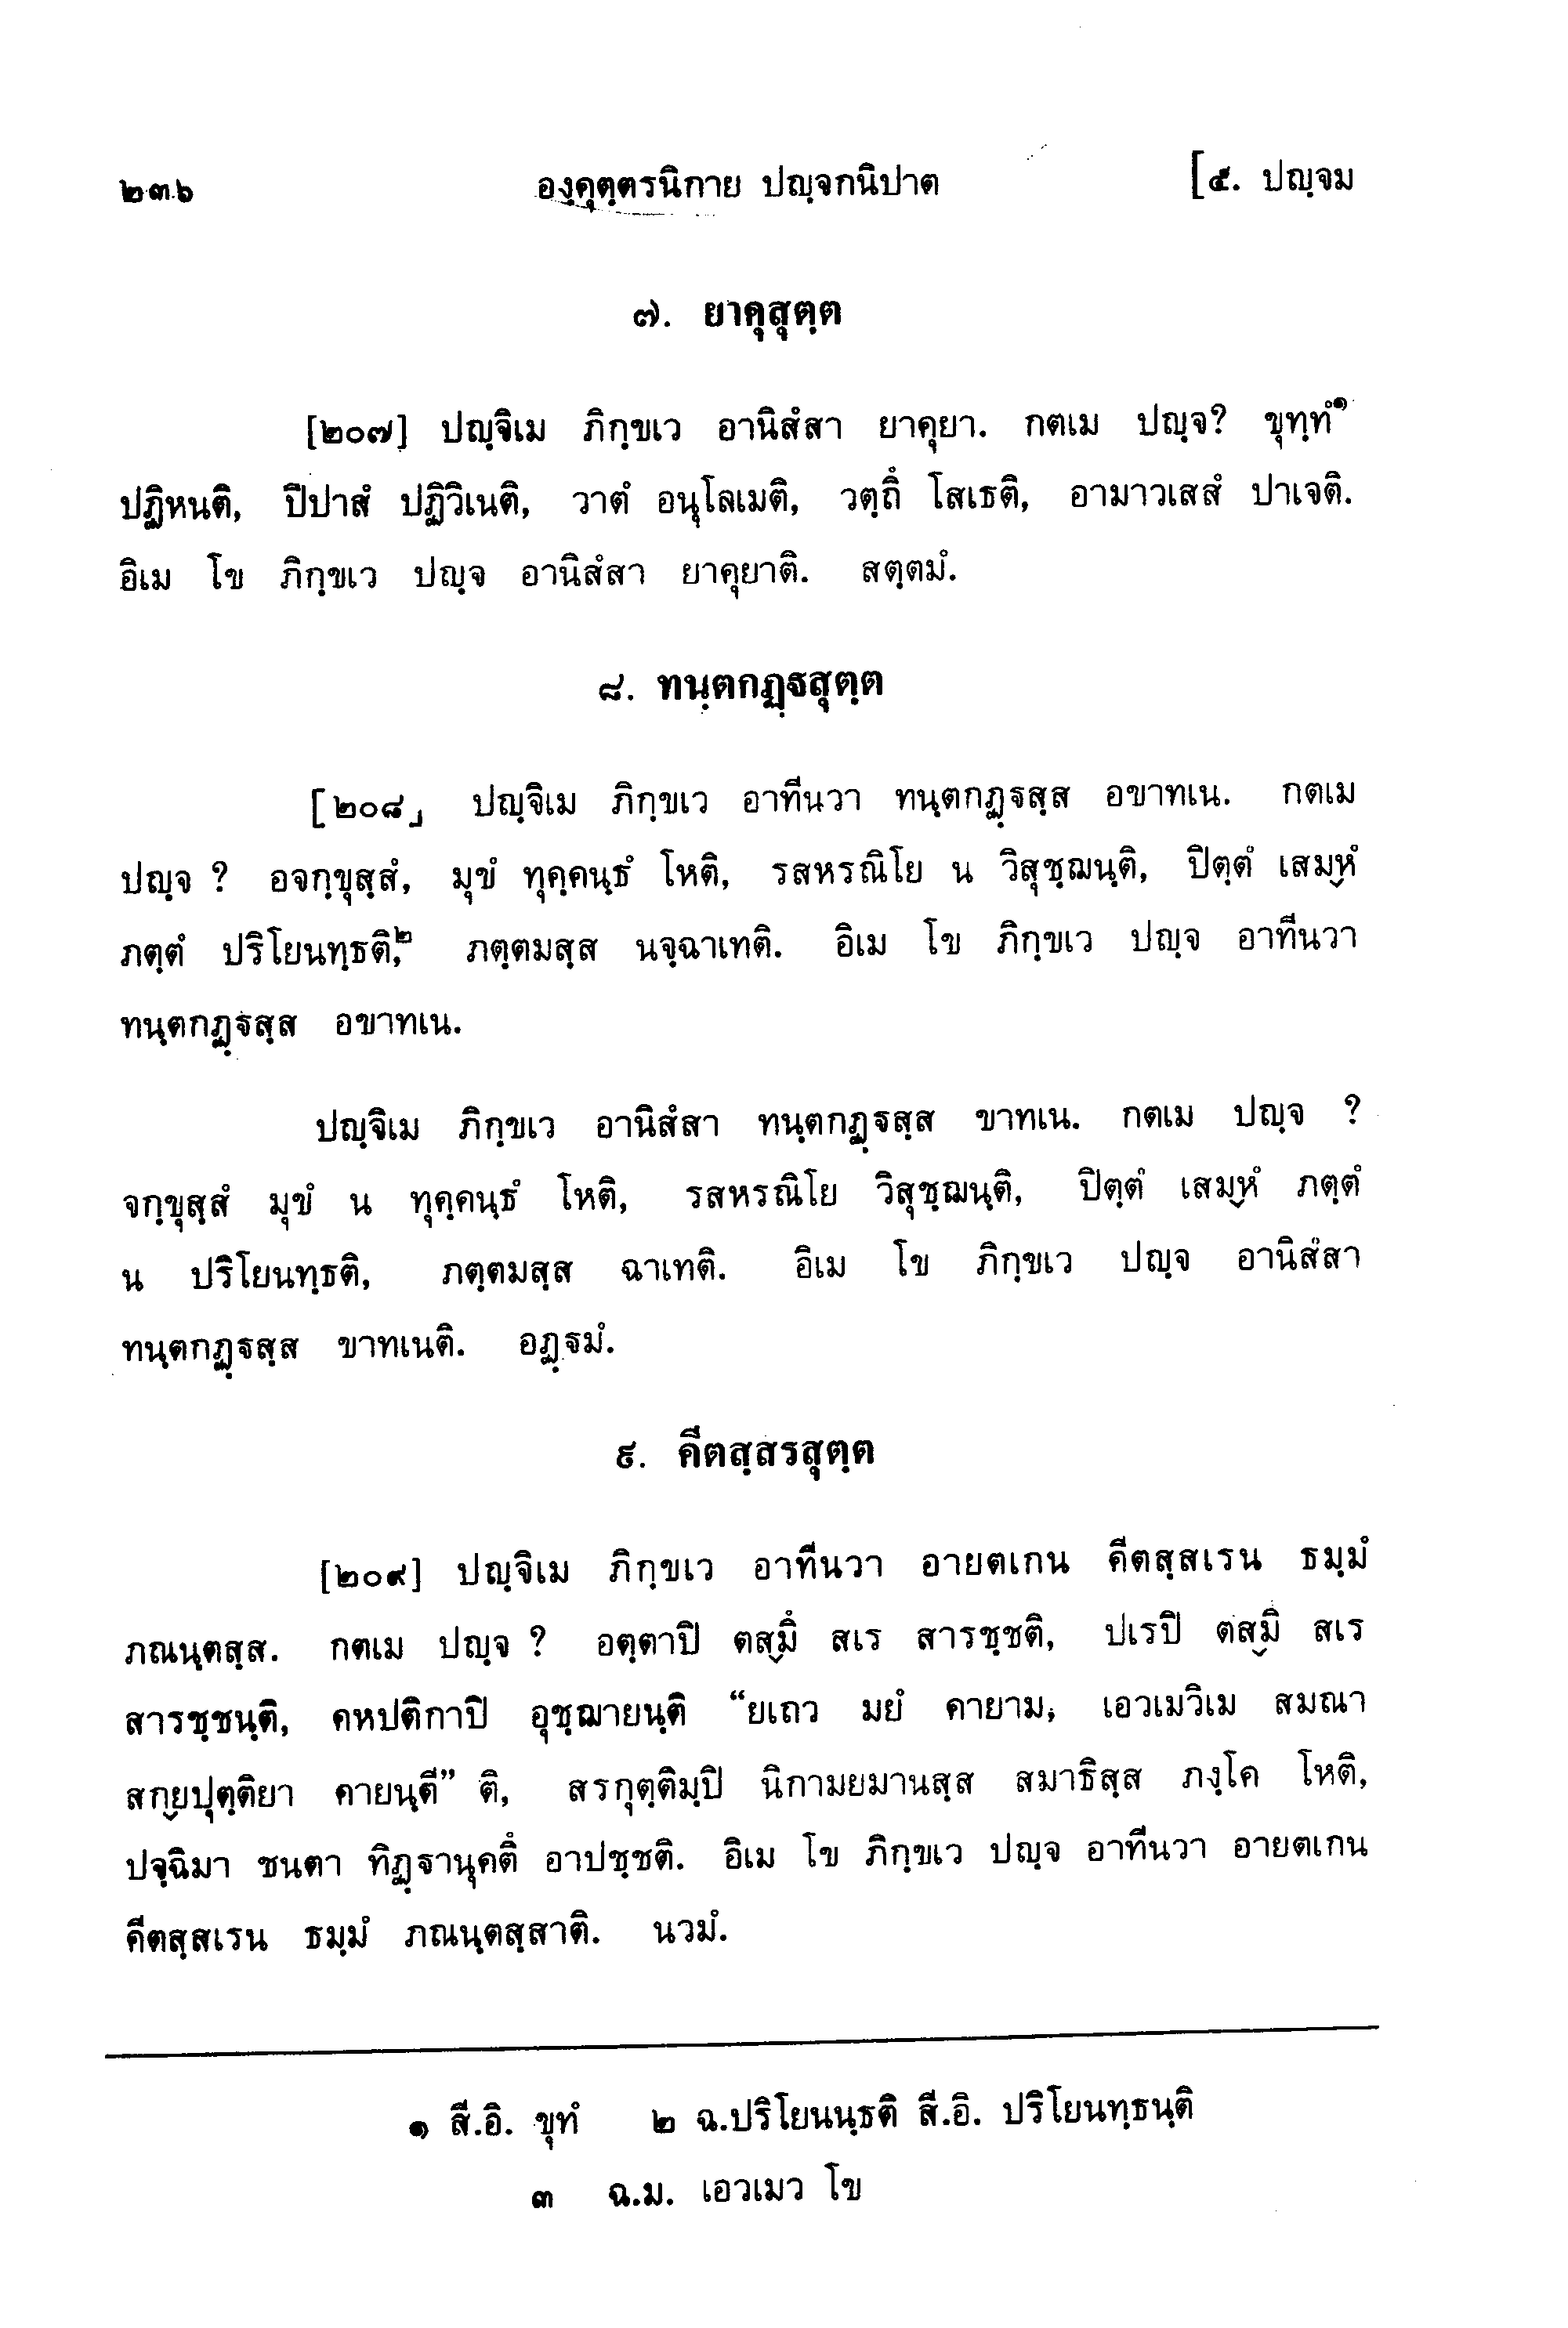 ๒๓๖ องฺคุตฺตรนิกาย ปญฺจกนิปาต [๕. ปญฺจม
๗. ยาคุสุตฺต
[๒๐๗] ปญฺจิเม ภิกฺขเว อานิสํสา ยาคุยา. กตเม ปญฺจ? ขุทฺทํ๑
ปฏิหนติ, ปีปาสํ ปฏิวิเนติ, วาตํ อนุโลเมติ, วตฺถึ โสเธติ, อามาวเสสํ ปาเจติ.
อิเม โข ภิกฺขเว ปญฺจ อานิสํสา ยาคุยาติ. สตฺตมํ.
๘. ทนฺตกฏฺฐสุตฺต
[๒๐๘] ปญฺจิเม ภิกฺขเว อาทีนวา ทนฺตกฏฺฐสฺส อขาทเน. กตเม
ปญฺจ ? อจกฺขุสฺสํ, มุขํ ทุคฺคนฺธํ โหติ, รสหรณิโย น วิสุชฺฌนฺติ, ปิตฺตํ เสมฺหํ
ภตฺตํ ปริโยนทฺธติ,๒ ภตฺตมสฺส นจฺฉาเทติ. อิเม โข ภิกฺขเว ปญฺจ อาทีนวา
ทนฺตกฏฺฐสฺส อขาทเน.
ปญฺจิเม ภิกฺขเว อานิสํสา ทนฺตกฏฺฐสฺส ขาทเน. กตเม ปญฺจ ?
จกฺขุสฺสํ มุขํ น ทุคฺคนฺธํ โหติ, รสหรณิโย วิสุชฺฌนฺติ, ปิตฺตํ เสมฺหํ ภตฺตํ
น ปริโยนทฺธติ, ภตฺตมสฺส ฉาเทติ. อิเม โข ภิกฺขเว ปญฺจ อานิสํสา
ทนฺตกฏฺฐสฺส ขาทเนติ. อฏฺฐมํ.
๙. คีตสฺสรสุตฺต
[๒๐๙] ปญฺจิเม ภิกฺขเว อาทีนวา อายตเกน คีตสฺสเรน ธมฺมํ
ภณนฺตสฺส. กตเม ปญฺจ ? อตฺตาปิ ตสฺมึ สเร สารชฺชติ, ปเรปิ ตสฺมึ สเร
สารชฺชนฺติ, คหปติกาปิ อุชฺฌายนฺติ “ยเถว มยํ คายาม, เอวเมวิเม สมณา
สกฺยปุตฺติยา คายนฺตี” ติ, สรกุตฺติมฺปิ นิกามยมานสฺส สมาธิสฺส ภงฺโค โหติ,
ปจฺฉิมา ชนตา ทิฏฺฐานุคตึ อาปชฺชติ. อิเม โข ภิกฺขเว ปญฺจ อาทีนวา อายตเกน
คีตสฺสเรน ธมฺมํ ภณนฺตสฺสาติ. นวมํ.
๑ สี.อิ. ขุทํ ๒ ฉ.ปริโยนนฺธติ สี.อิ. ปริโยนทฺธนฺติ
๓ ฉ.ม. เอวเมว โข